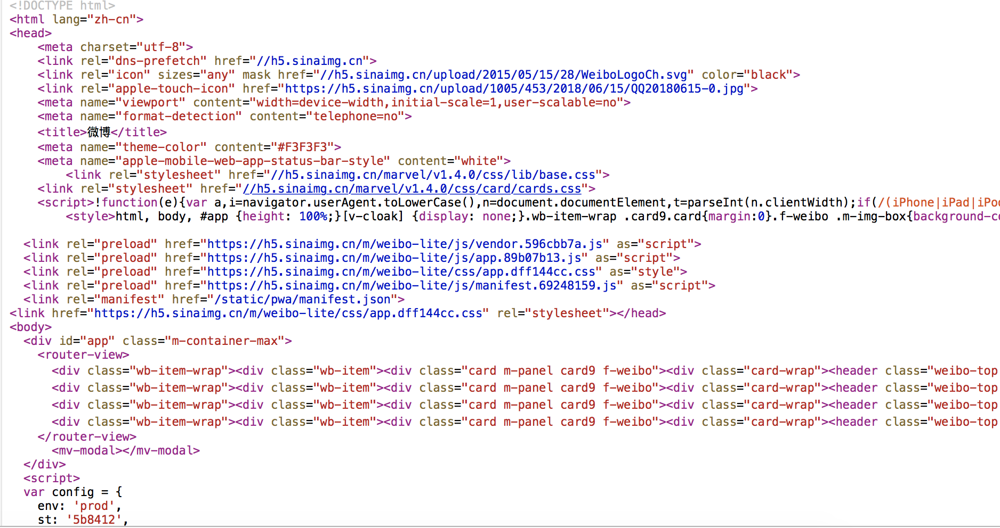 <!DOCTYPE html>
<html lang="zh-cn">
<head>
    <meta charset="utf-8">
    <link rel="dns-prefetch" href="//h5.sinaimg.cn">
    <link rel="icon" sizes="any" mask href="//h5.sinaimg.cn/upload/2015/05/15/28/WeiboLogoCh.svg" color="black">
    <link rel="apple-touch-icon" href="https://h5.sinaimg.cn/upload/1005/453/2018/06/15/QQ20180615-0.jpg">
    <meta name="viewport" content="width=device-width,initial-scale=1,user-scalable=no">
    <meta name="format-detection" content="telephone=no">
    <title>微博</title>
    <meta name="theme-color" content="#F3F3F3">
    <meta name="apple-mobile-web-app-status-bar-style" content="white">
        <link rel="stylesheet" href="//h5.sinaimg.cn/marvel/v1.4.0/css/lib/base.css">
    <link rel="stylesheet" href="//h5.sinaimg.cn/marvel/v1.4.0/css/card/cards.css">
    <script>!function(e){var a,i=navigator.userAgent.toLowerCase(),n=document.documentElement,t=parseInt(n.clientWidth);if(/(iPhone|iPad|iPod
        <style>html, body, #app {height: 100%;}[v-cloak] {display: none;}.wb-item-wrap .card9.card{margin:0}.f-weibo .m-img-box{background-co
  <link rel="preload" href="https://h5.sinaimg.cn/m/weibo-lite/js/vendor.596cbb7a.js" as="script">
  <link rel="preload" href="https://h5.sinaimg.cn/m/weibo-lite/js/app.89b07b13.js" as="script">
  <link rel="preload" href="https://h5.sinaimg.cn/m/weibo-lite/css/app.dff144cc.css" as="style">
  <link rel="preload" href="https://h5.sinaimg.cn/m/weibo-lite/js/manifest.69248159.js" as="script">
  <link rel="manifest" href="/static/pwa/manifest.json">
<link href="https://h5.sinaimg.cn/m/weibo-lite/css/app.dff144cc.css" rel="stylesheet"></head>
<body>
  <div id="app" class="m-container-max">
    <router-view>
      <div class="wb-item-wrap"><div class="wb-item"><div class="card m-panel card9 f-weibo"><div class="card-wrap"><header class="weibo-top
      <div class="wb-item-wrap"><div class="wb-item"><div class="card m-panel card9 f-weibo"><div class="card-wrap"><header class="weibo-top
      <div class="wb-item-wrap"><div class="wb-item"><div class="card m-panel card9 f-weibo"><div class="card-wrap"><header class="weibo-top
      <div class="wb-item-wrap"><div class="wb-item"><div class="card m-panel card9 f-weibo"><div class="card-wrap"><header class="weibo-top
    </router-view>
      <mv-modal></mv-modal>
  </div>
  <script>
  var config = {
    env: 'prod',
    st: '5b8412',